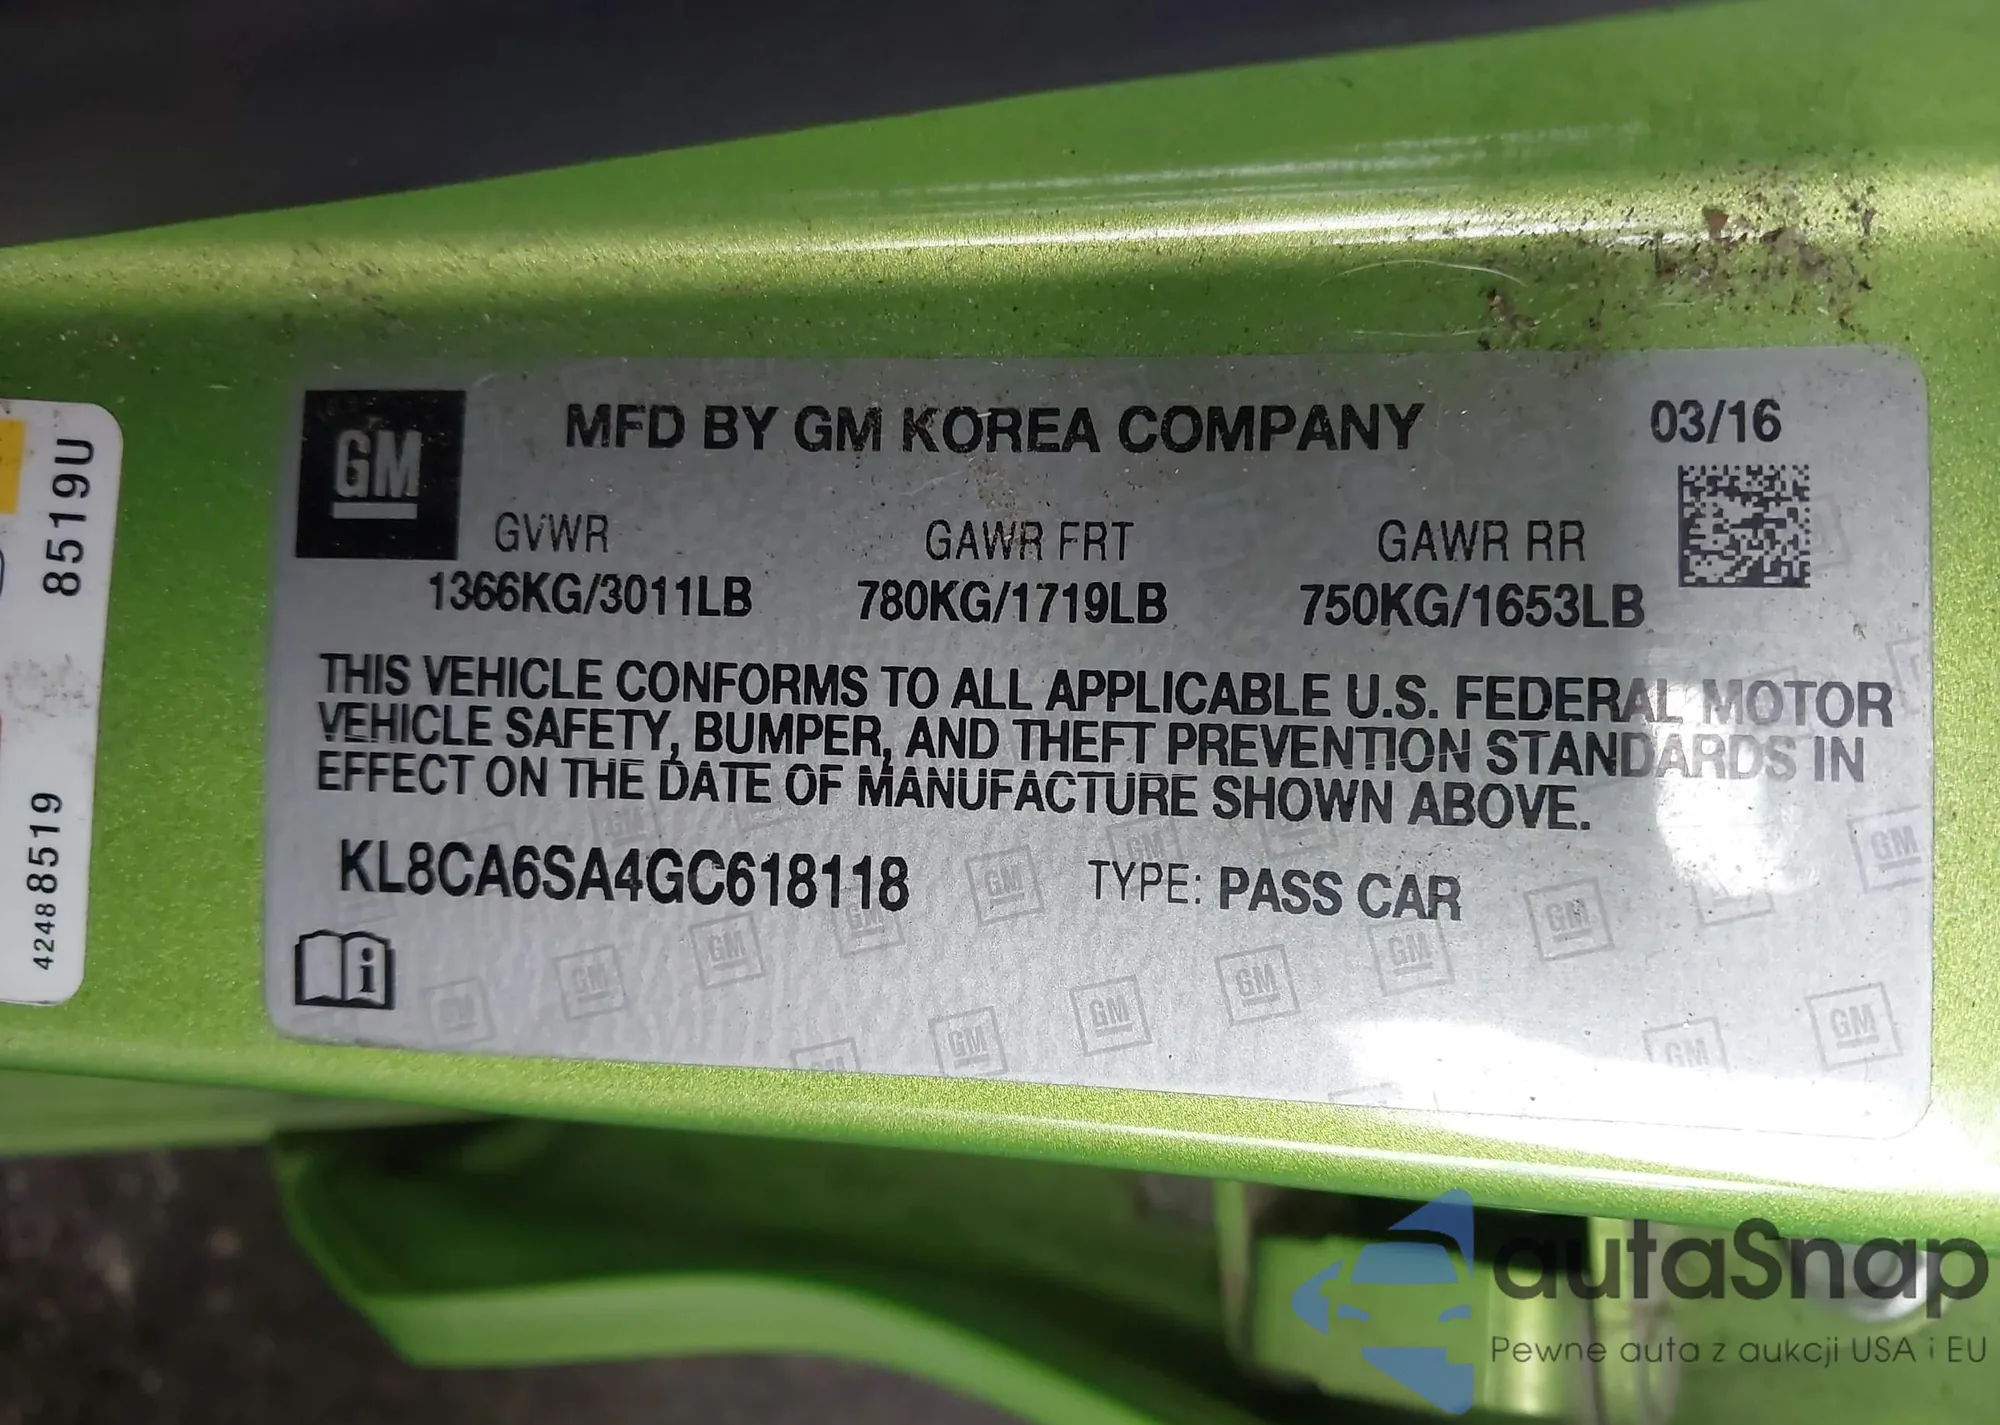 GM
MFD BY GM KOREA COMPANY
03/16
GVWR
GAWR FRT
GAWR RR
1366KG/3011LB
780KG/1719LB
750KG/1653LB
THIS VEHICLE CONFORMS TO ALL APPLICABLE U.S. FEDERAL MOTOR
VEHICLE SAFETY, BUMPER, AND THEFT PREVENTION STANDARDS IN
EFFECT ON THE DATE OF MANUFACTURE SHOWN ABOVE.
KL8CA6SA4GC618118
TYPE: PASS CAR
i
8519U
42488519
autaSnap
Pewne auta z aukcji USA i EU